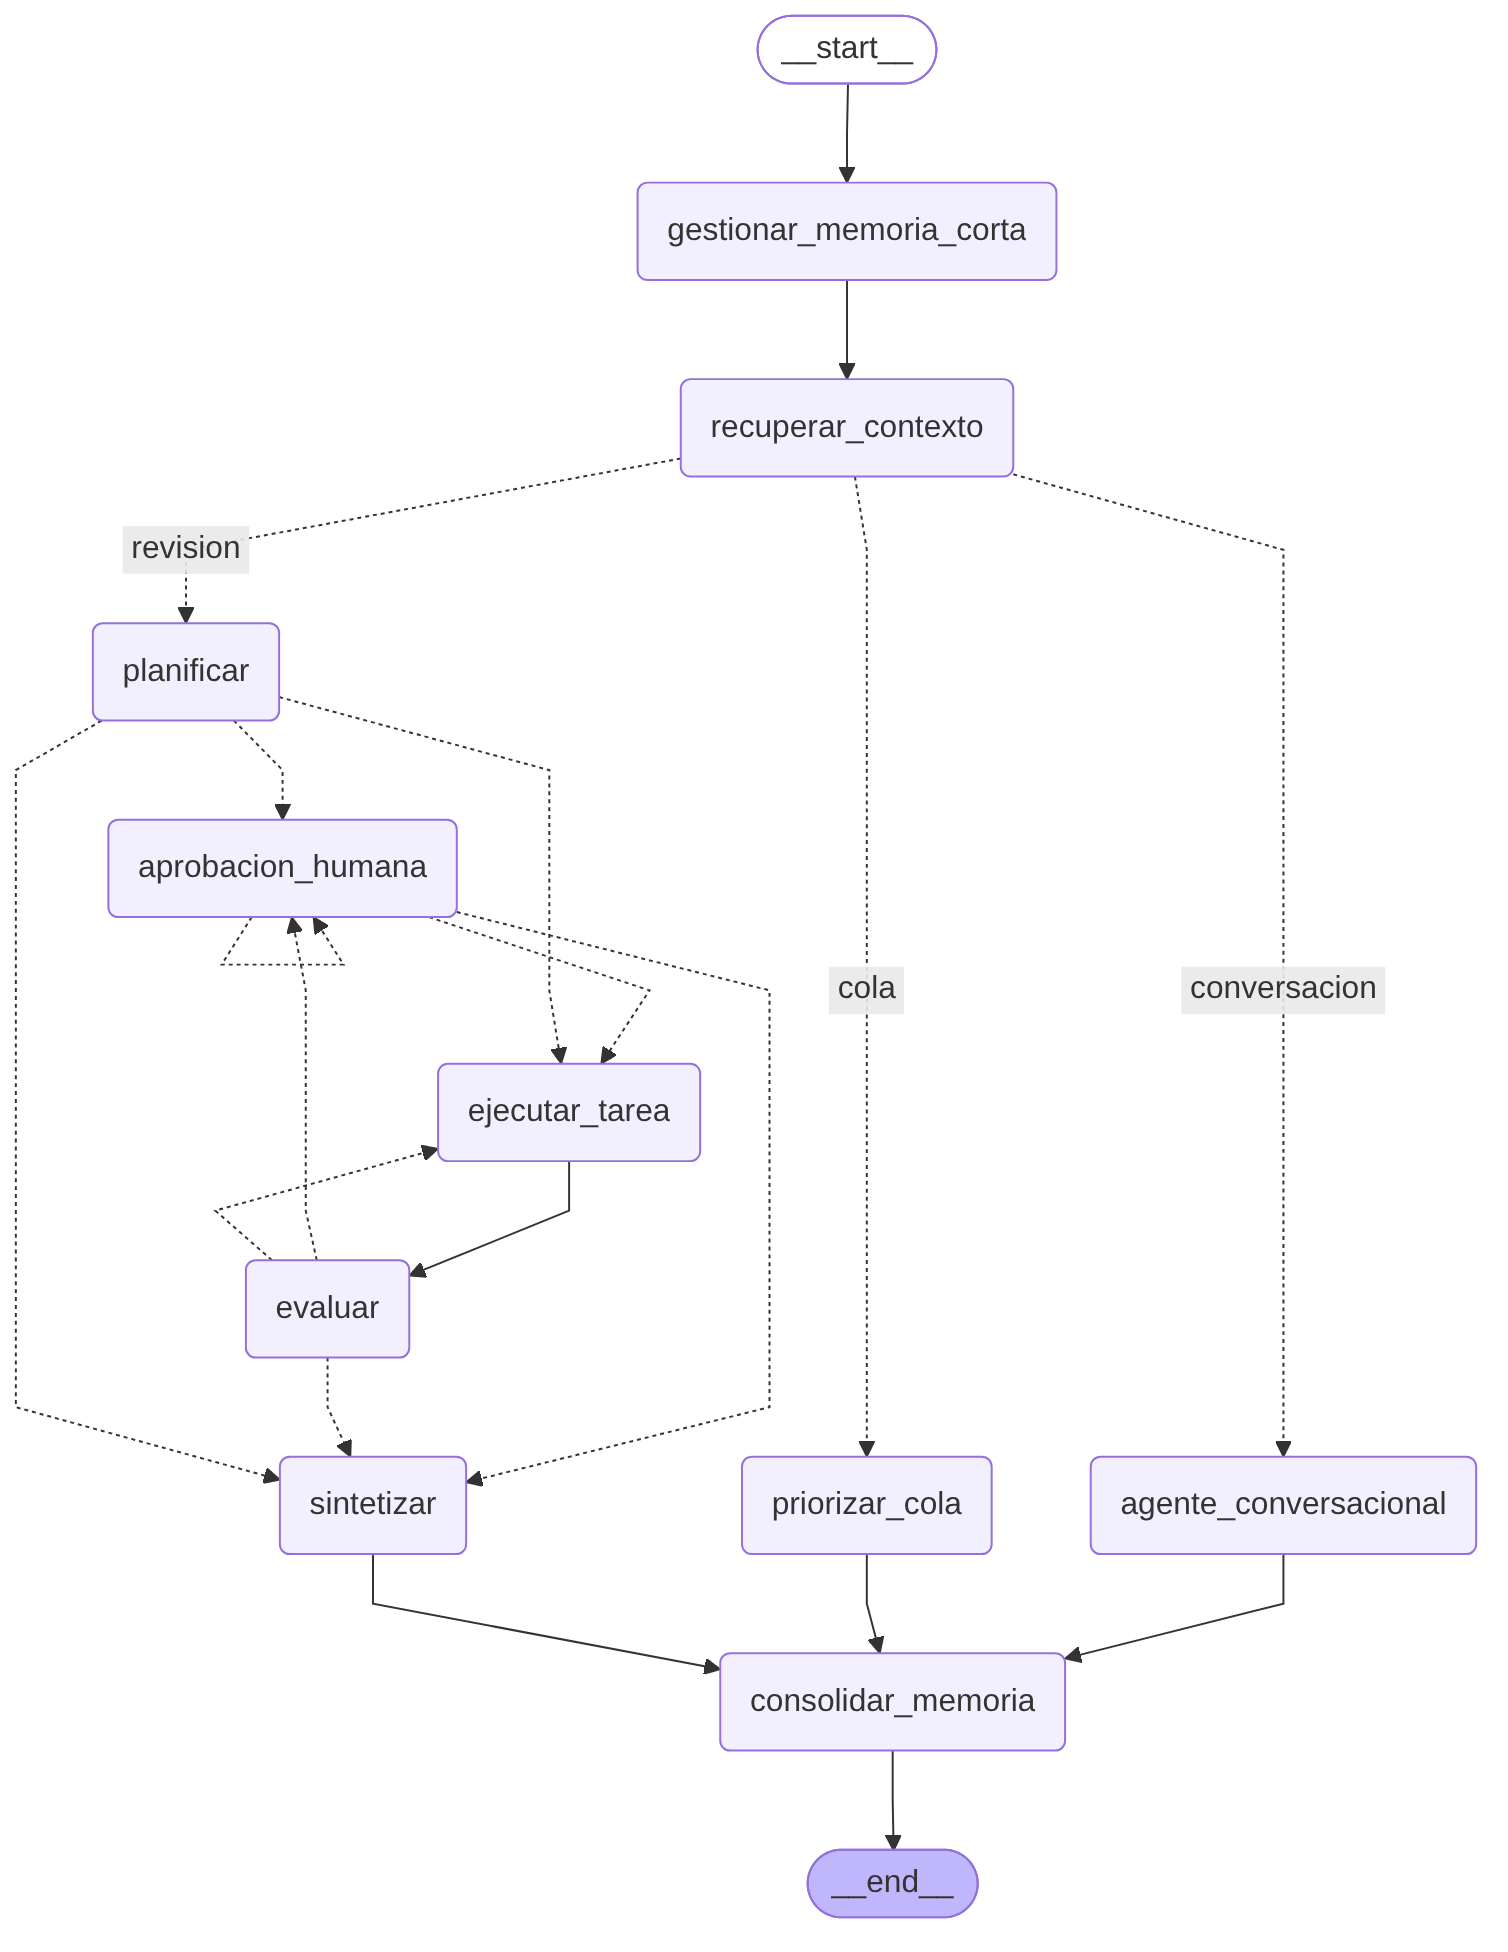 __start__
gestionar_memoria_corta
recuperar_contexto
revision
planificar
aprobacion_humana
cola
conversacion
ejecutar_tarea
evaluar
sintetizar
priorizar_cola
agente_conversacional
consolidar_memoria
__end__